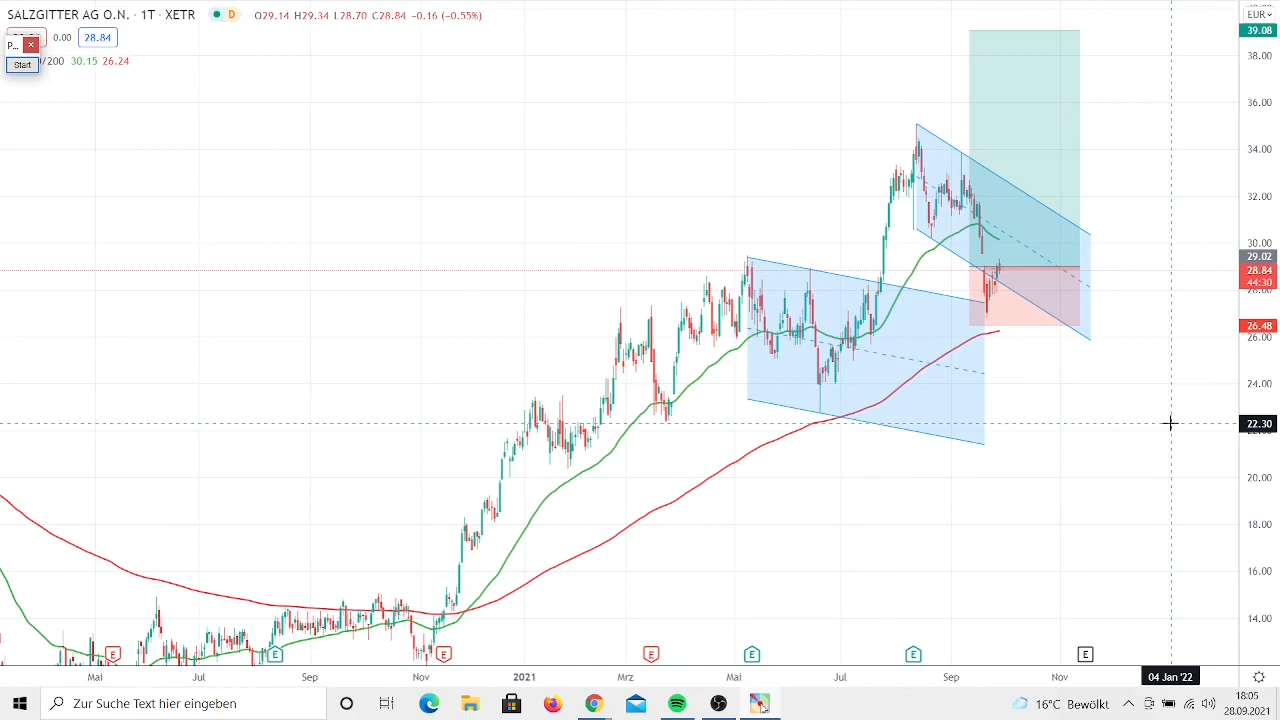 SALZGITTER AG O.N. · 1T · XETR D O29.14 H29.34 L28.70 C28.84 -0.16 (-0.55%)
EUR
39.08
P...
0.00 28.84
Start
/200 30.15 26.24
38.00
36.00
34.00
32.00
30.00
29.02
28.84
44:30
26.48
26.00
24.00
22.30
20.00
18.00
16.00
14.00
E E E E E E E
Mai Jul Sep Nov 2021 Mrz Mai Jul Sep Nov 04 Jan '22
Zur Suche Text hier eingeben
16°C Bewölkt
18:05
28.09.2021